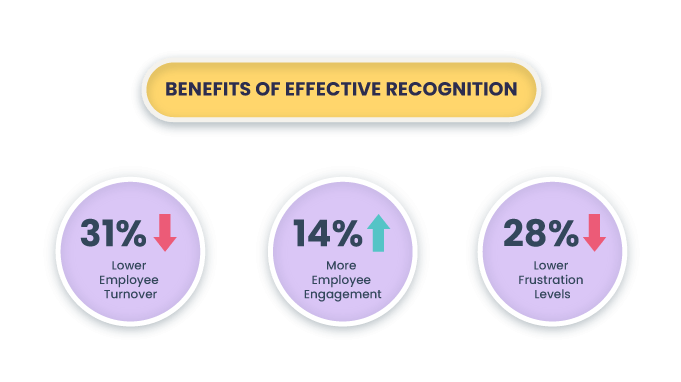 BENEFITS OF EFFECTIVE RECOGNITION
31%
Lower
Employee
Turnover
14%
More
Employee
Engagement
28%
Lower
Frustration
Levels